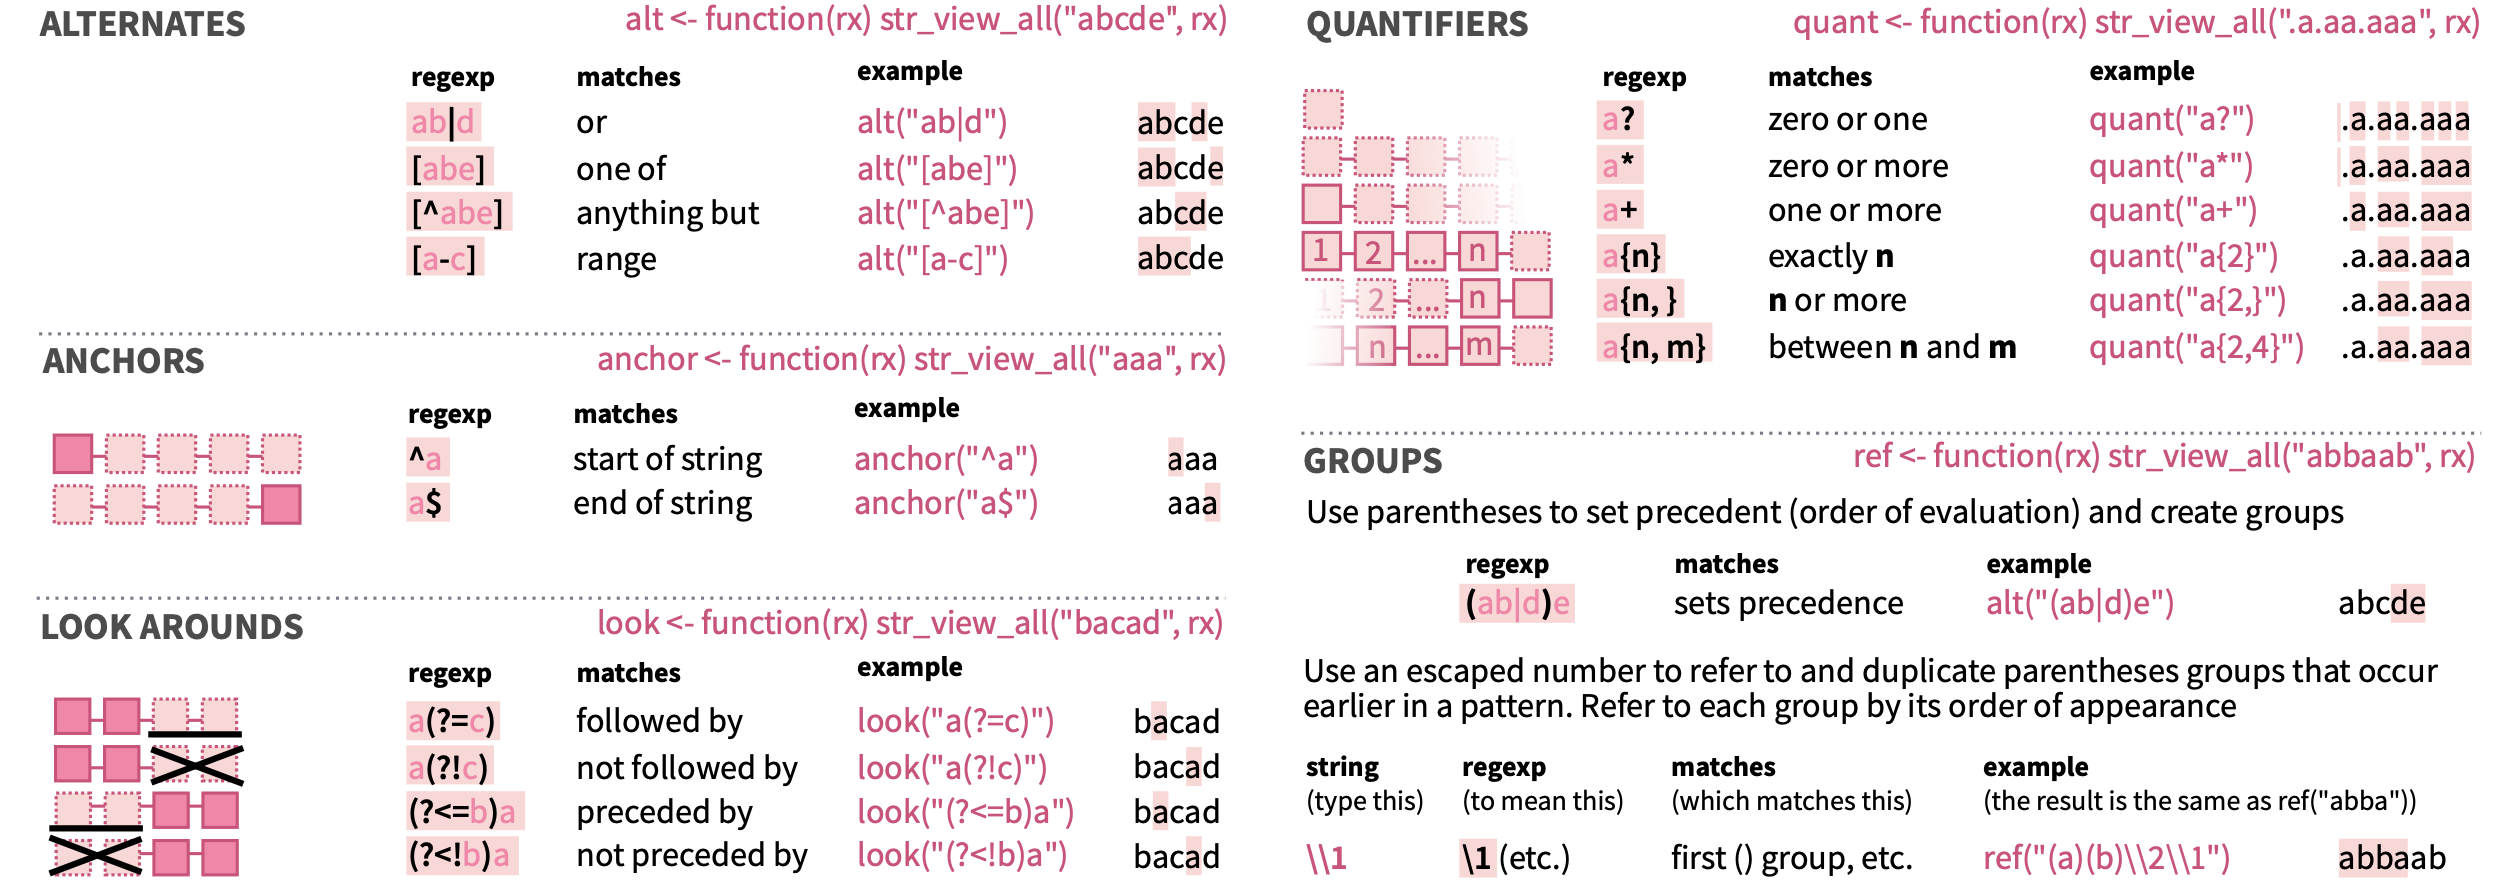 ALTERNATES alt <- function(rx) str_view_all("abcde", rx)
regexp matches example
ab|d or alt("ab|d") abcde
[abe] one of alt("[abe]") abcde
[^abe] anything but alt("[^abe]") abcde
[a-c] range alt("[a-c]") abcde
ANCHORS anchor <- function(rx) str_view_all("aaa", rx)
regexp matches example
^a start of string anchor("^a") aaa
a$ end of string anchor("a$") aaa
LOOK AROUNDS look <- function(rx) str_view_all("bacad", rx)
regexp matches example
a(?=c) followed by look("a(?=c)") bacad
a(?!c) not followed by look("a(?!c)") bacad
(?<=b)a preceded by look("(?<=b)a") bacad
(?<!b)a not preceded by look("(?<!b)a") bacad
QUANTIFIERS quant <- function(rx) str_view_all(".a.aa.aaa", rx)
regexp matches example
a? zero or one quant("a?") .a.aa.aaa
a* zero or more quant("a*") .a.aa.aaa
a+ one or more quant("a+") .a.aa.aaa
1 2 ... n a{n} exactly n quant("a{2}") .a.aa.aaa
1 2 ... n a{n, } n or more quant("a{2,}") .a.aa.aaa
n ... m a{n, m} between n and m quant("a{2,4}") .a.aa.aaa
GROUPS ref <- function(rx) str_view_all("abbaab", rx)
Use parentheses to set precedent (order of evaluation) and create groups
regexp matches example
(ab|d)e sets precedence alt("(ab|d)e") abcde
Use an escaped number to refer to and duplicate parentheses groups that occur
earlier in a pattern. Refer to each group by its order of appearance
string regexp matches example
(type this) (to mean this) (which matches this) (the result is the same as ref("abba"))
\\1 \1 (etc.) first () group, etc. ref("(a)(b)\\2\\1") abbaab